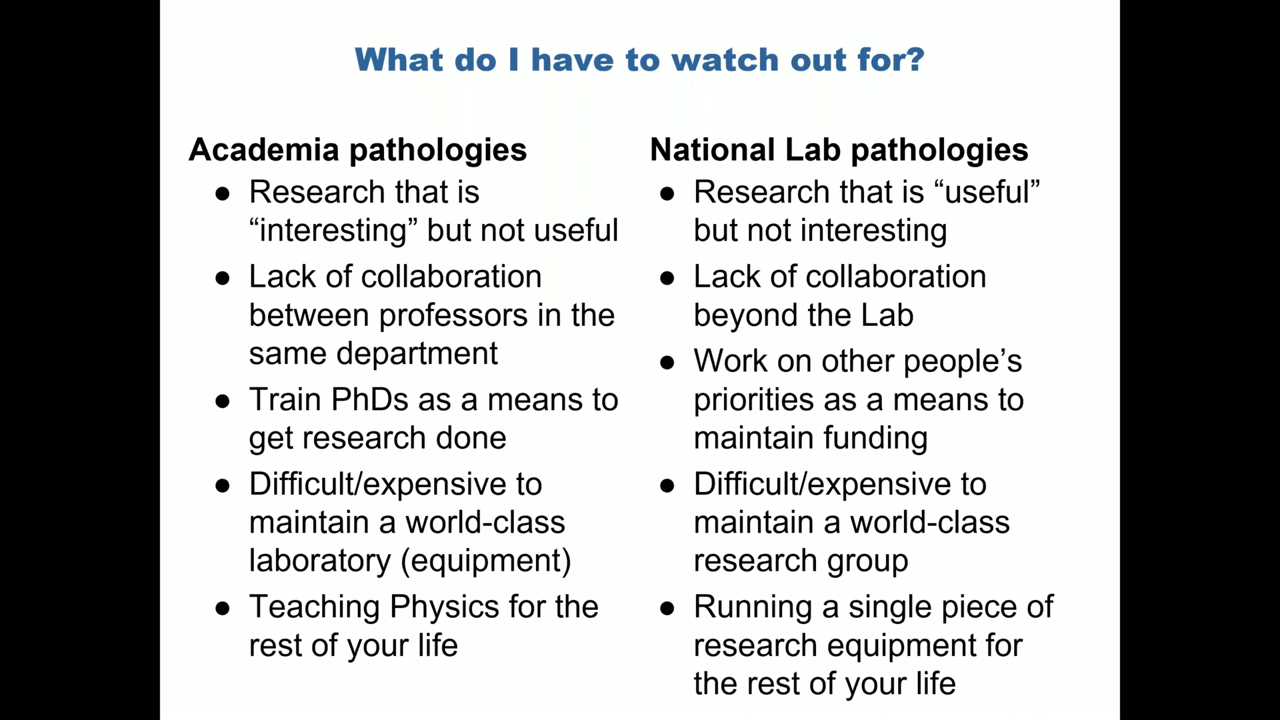 What do I have to watch out for?
Academia pathologies
● Research that is
“interesting” but not useful
● Lack of collaboration
between professors in the
same department
● Train PhDs as a means to
get research done
● Difficult/expensive to
maintain a world-class
laboratory (equipment)
● Teaching Physics for the
rest of your life
National Lab pathologies
● Research that is “useful”
but not interesting
● Lack of collaboration
beyond the Lab
● Work on other people’s
priorities as a means to
maintain funding
● Difficult/expensive to
maintain a world-class
research group
● Running a single piece of
research equipment for
the rest of your life